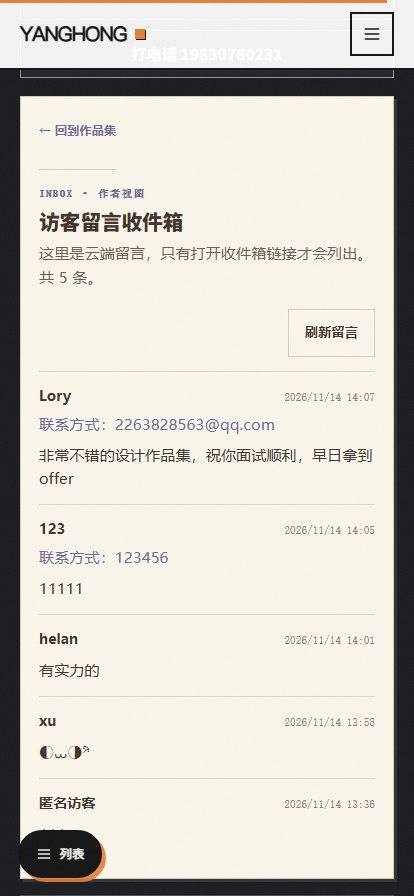 YANGHONG
打电话 19830780231
← 回到作品集
INBOX · 作者视图
访客留言收件箱
这里是云端留言，只有打开收件箱链接才会列出。
共 5 条。
刷新留言
Lory
2026/11/14 14:07
联系方式：2263828563@qq.com
非常不错的设计作品集，祝你面试顺利，早日拿到
offer
123
2026/11/14 14:05
联系方式：123456
11111
helan
2026/11/14 14:01
有实力的
xu
2026/11/14 13:58
匿名访客
2026/11/14 13:36
列表